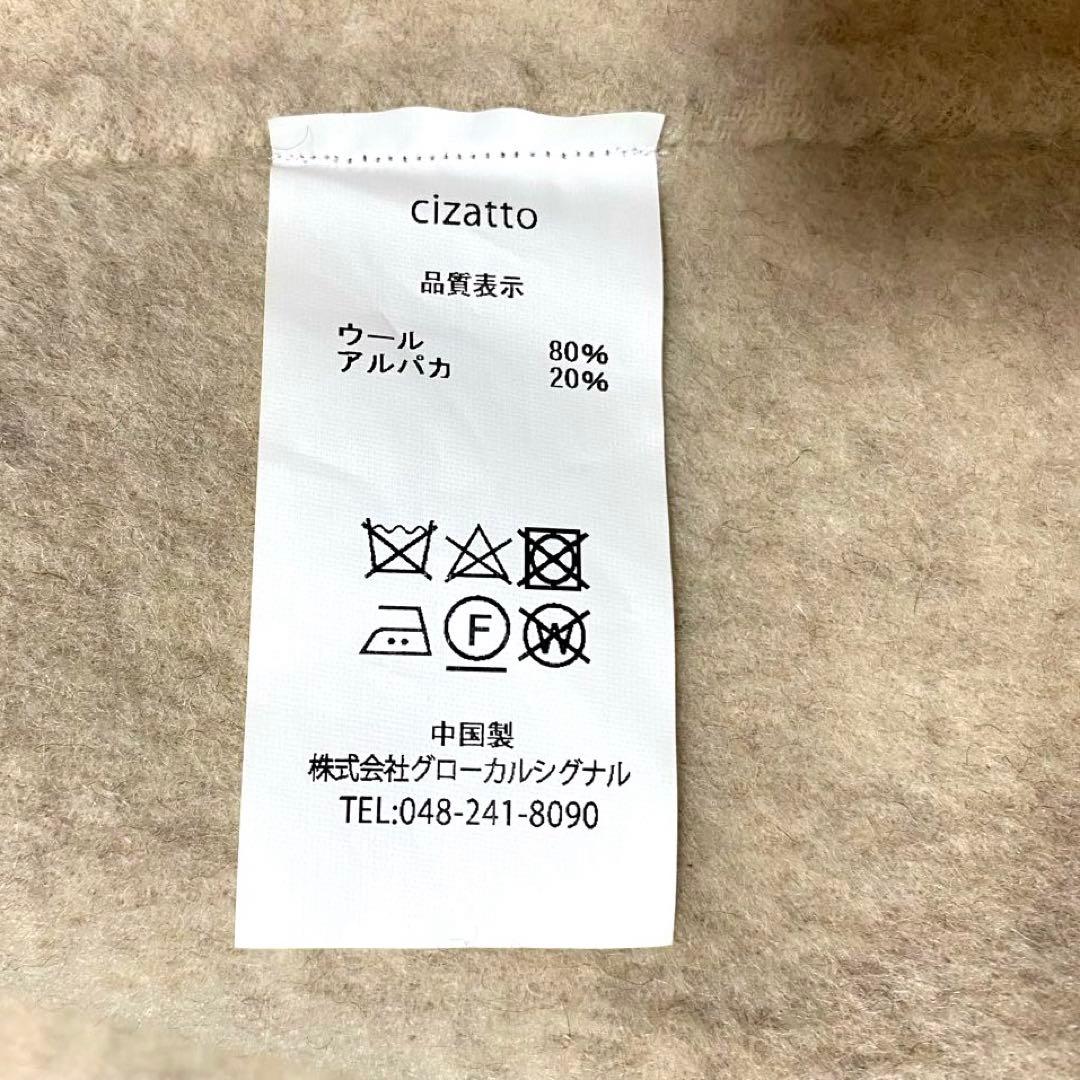 cizatto
品質表示
ウール 80%
アルパカ 20%
F W
中国製
株式会社グローカルシグナル
TEL:048-241-8090